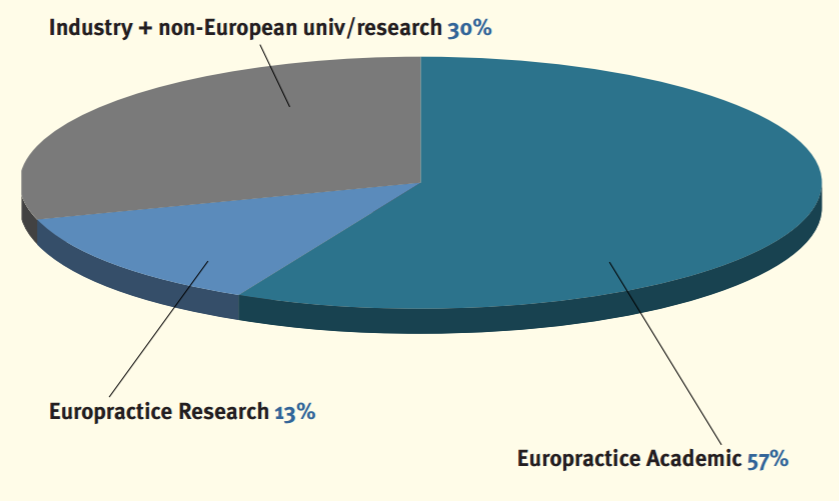 Industry + non-European univ/research 30%
Europractice Research 13%
Europractice Academic 57%